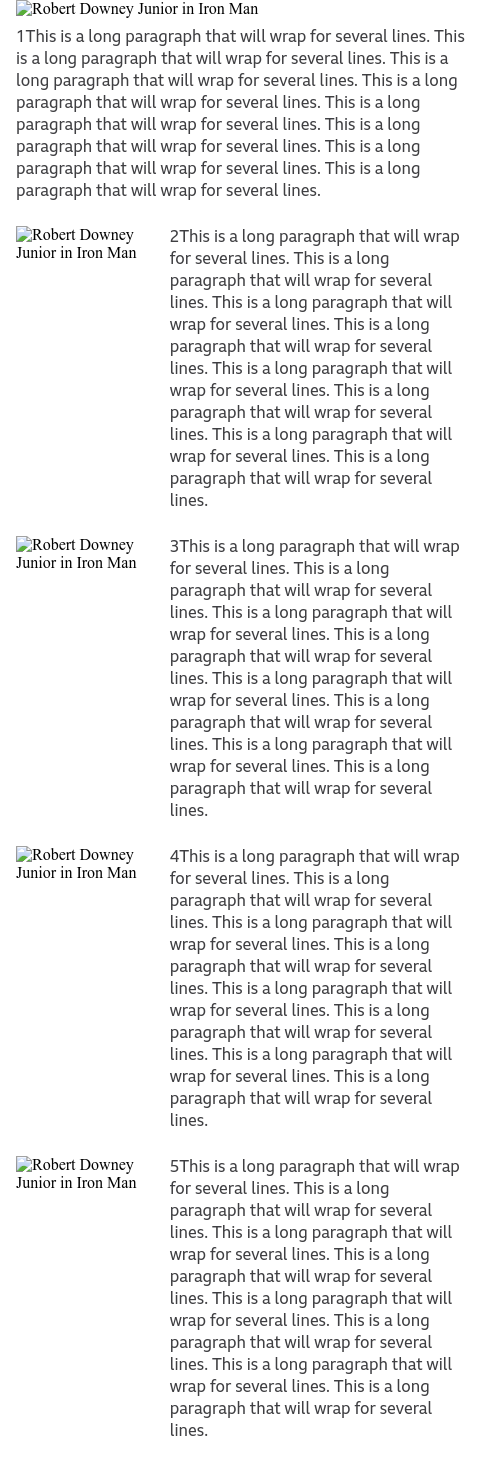 Robert Downey Junior in Iron Man
1This is a long paragraph that will wrap for several lines. This
is a long paragraph that will wrap for several lines. This is a
long paragraph that will wrap for several lines. This is a long
paragraph that will wrap for several lines. This is a long
paragraph that will wrap for several lines. This is a long
paragraph that will wrap for several lines. This is a long
paragraph that will wrap for several lines. This is a long
paragraph that will wrap for several lines.
Robert Downey
Junior in Iron Man
2This is a long paragraph that will wrap
for several lines. This is a long
paragraph that will wrap for several
lines. This is a long paragraph that will
wrap for several lines. This is a long
paragraph that will wrap for several
lines. This is a long paragraph that will
wrap for several lines. This is a long
paragraph that will wrap for several
lines. This is a long paragraph that will
wrap for several lines. This is a long
paragraph that will wrap for several
lines.
Robert Downey
Junior in Iron Man
3This is a long paragraph that will wrap
for several lines. This is a long
paragraph that will wrap for several
lines. This is a long paragraph that will
wrap for several lines. This is a long
paragraph that will wrap for several
lines. This is a long paragraph that will
wrap for several lines. This is a long
paragraph that will wrap for several
lines. This is a long paragraph that will
wrap for several lines. This is a long
paragraph that will wrap for several
lines.
Robert Downey
Junior in Iron Man
4This is a long paragraph that will wrap
for several lines. This is a long
paragraph that will wrap for several
lines. This is a long paragraph that will
wrap for several lines. This is a long
paragraph that will wrap for several
lines. This is a long paragraph that will
wrap for several lines. This is a long
paragraph that will wrap for several
lines. This is a long paragraph that will
wrap for several lines. This is a long
paragraph that will wrap for several
lines.
Robert Downey
Junior in Iron Man
5This is a long paragraph that will wrap
for several lines. This is a long
paragraph that will wrap for several
lines. This is a long paragraph that will
wrap for several lines. This is a long
paragraph that will wrap for several
lines. This is a long paragraph that will
wrap for several lines. This is a long
paragraph that will wrap for several
lines. This is a long paragraph that will
wrap for several lines. This is a long
paragraph that will wrap for several
lines.